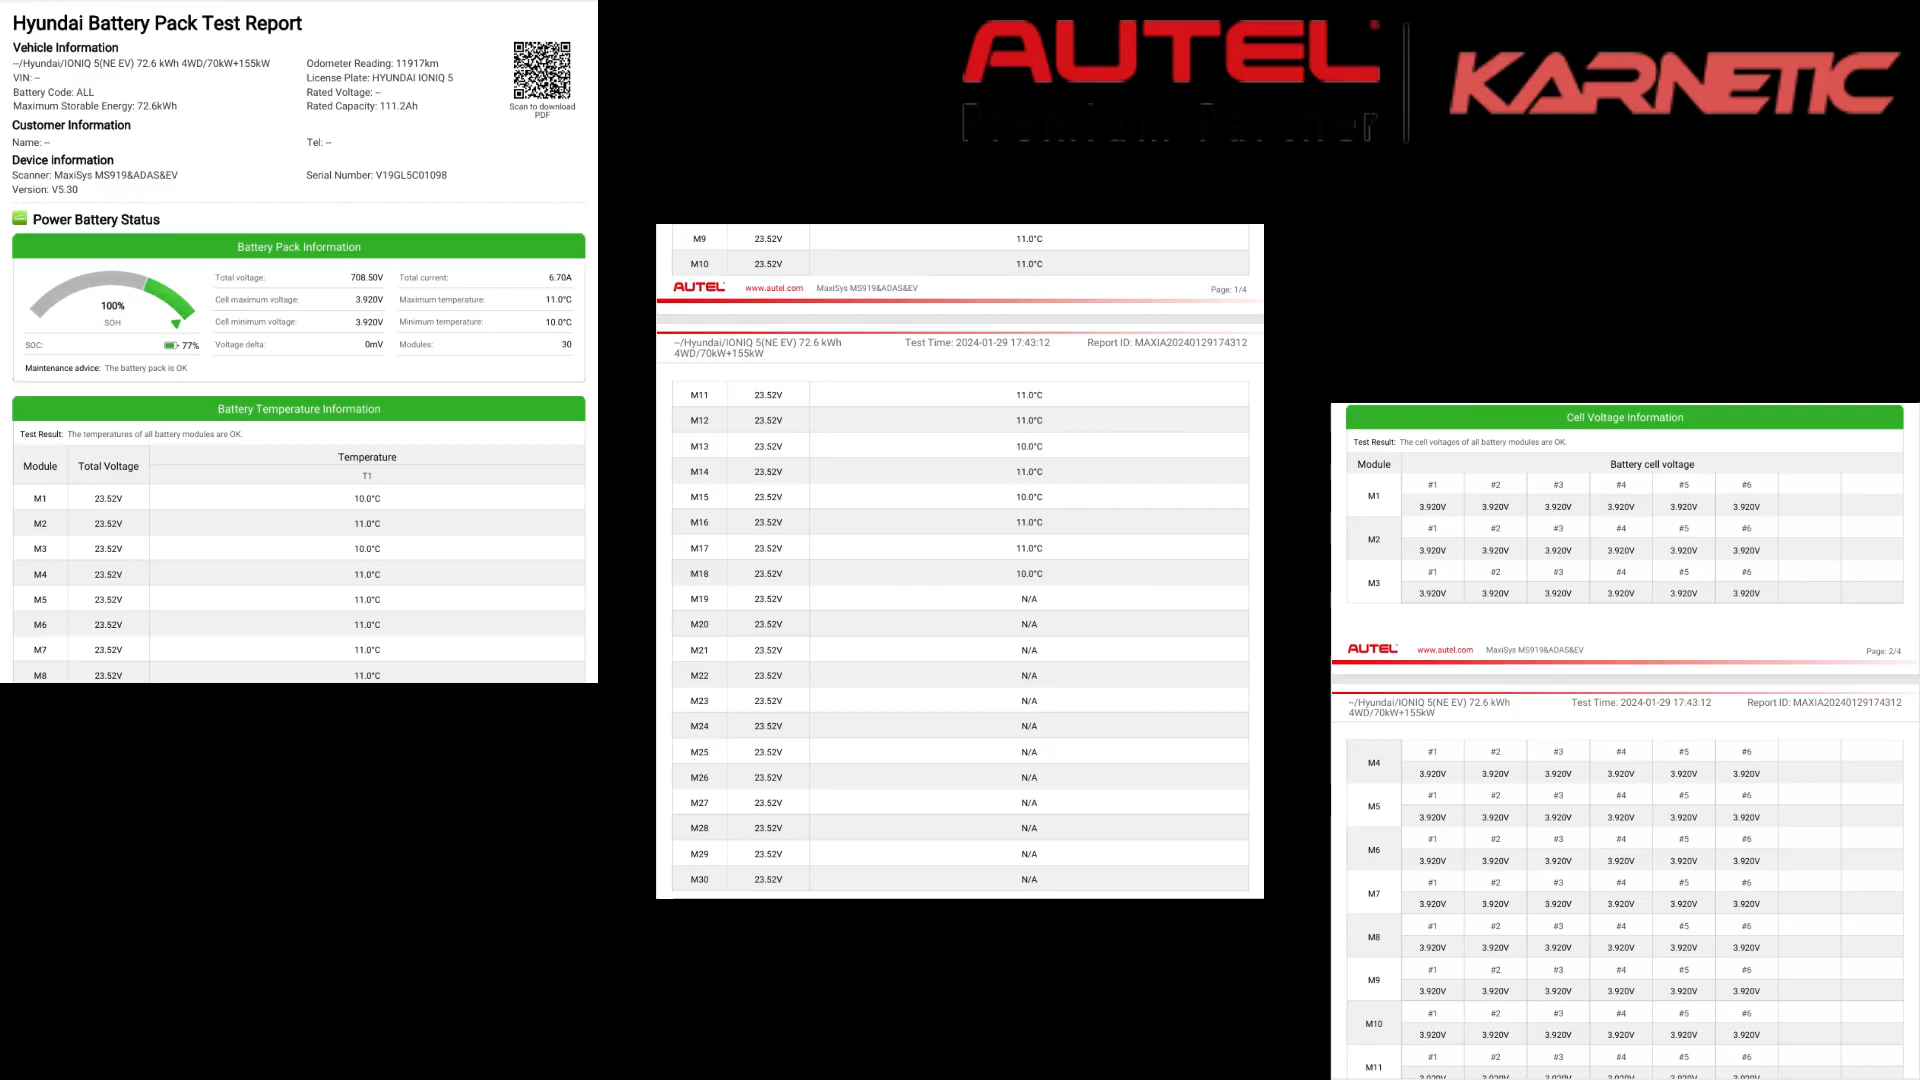 Hyundai Battery Pack Test Report
Vehicle Information
--/Hyundai/IONIQ 5(NE EV) 72.6 kWh 4WD/70kW+155kW Odometer Reading: 11917km
VIN: -- License Plate: HYUNDAI IONIQ 5
Battery Code: ALL Rated Voltage: --
Maximum Storable Energy: 72.6kWh Rated Capacity: 111.2Ah
Scan to download
PDF
Customer Information
Name: -- Tel: --
Device information
Scanner: MaxiSys MS919&ADAS&EV Serial Number: V19GL5C01098
Version: V5.30
Power Battery Status
Battery Pack Information
100%
SOH
SOC: 77%
Total voltage: 708.50V Total current: 6.70A
Cell maximum voltage: 3.920V Maximum temperature: 11.0°C
Cell minimum voltage: 3.920V Minimum temperature: 10.0°C
Voltage delta: 0mV Modules: 30
Maintenance advice: The battery pack is OK
Battery Temperature Information
Test Result: The temperatures of all battery modules are OK.
Module Total Voltage Temperature
T1
M1 23.52V 10.0°C
M2 23.52V 11.0°C
M3 23.52V 10.0°C
M4 23.52V 11.0°C
M5 23.52V 11.0°C
M6 23.52V 11.0°C
M7 23.52V 11.0°C
M8 23.52V 11.0°C
AUTEL
Premium Partner
KARNETIC
M9 23.52V 11.0°C
M10 23.52V 11.0°C
AUTEL www.autel.com MaxiSys MS919&ADAS&EV Page: 1/4
--/Hyundai/IONIQ 5(NE EV) 72.6 kWh Test Time: 2024-01-29 17:43:12 Report ID: MAXIA20240129174312
4WD/70kW+155kW
M11 23.52V 11.0°C
M12 23.52V 11.0°C
M13 23.52V 10.0°C
M14 23.52V 11.0°C
M15 23.52V 10.0°C
M16 23.52V 11.0°C
M17 23.52V 11.0°C
M18 23.52V 10.0°C
M19 23.52V N/A
M20 23.52V N/A
M21 23.52V N/A
M22 23.52V N/A
M23 23.52V N/A
M24 23.52V N/A
M25 23.52V N/A
M26 23.52V N/A
M27 23.52V N/A
M28 23.52V N/A
M29 23.52V N/A
M30 23.52V N/A
Cell Voltage Information
Test Result: The cell voltages of all battery modules are OK.
Module Battery cell voltage
M1 #1 #2 #3 #4 #5 #6
3.920V 3.920V 3.920V 3.920V 3.920V 3.920V
M2 #1 #2 #3 #4 #5 #6
3.920V 3.920V 3.920V 3.920V 3.920V 3.920V
M3 #1 #2 #3 #4 #5 #6
3.920V 3.920V 3.920V 3.920V 3.920V 3.920V
AUTEL www.autel.com MaxiSys MS919&ADAS&EV Page: 2/4
--/Hyundai/IONIQ 5(NE EV) 72.6 kWh Test Time: 2024-01-29 17:43:12 Report ID: MAXIA20240129174312
4WD/70kW+155kW
M4 #1 #2 #3 #4 #5 #6
3.920V 3.920V 3.920V 3.920V 3.920V 3.920V
M5 #1 #2 #3 #4 #5 #6
3.920V 3.920V 3.920V 3.920V 3.920V 3.920V
M6 #1 #2 #3 #4 #5 #6
3.920V 3.920V 3.920V 3.920V 3.920V 3.920V
M7 #1 #2 #3 #4 #5 #6
3.920V 3.920V 3.920V 3.920V 3.920V 3.920V
M8 #1 #2 #3 #4 #5 #6
3.920V 3.920V 3.920V 3.920V 3.920V 3.920V
M9 #1 #2 #3 #4 #5 #6
3.920V 3.920V 3.920V 3.920V 3.920V 3.920V
M10 #1 #2 #3 #4 #5 #6
3.920V 3.920V 3.920V 3.920V 3.920V 3.920V
M11 #1 #2 #3 #4 #5 #6